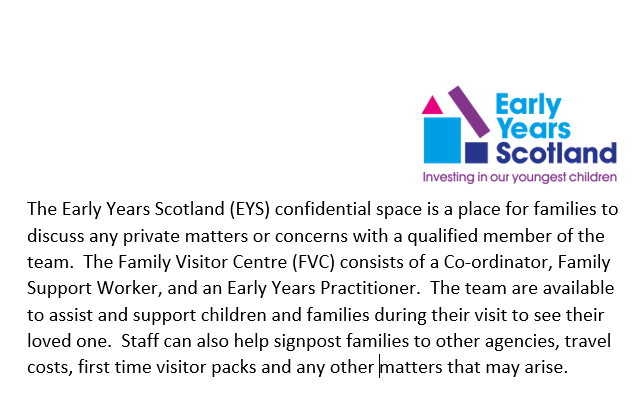 Early
Years
Scotland
Investing in our youngest children
The Early Years Scotland (EYS) confidential space is a place for families to
discuss any private matters or concerns with a qualified member of the
team.  The Family Visitor Centre (FVC) consists of a Co-ordinator, Family
Support Worker, and an Early Years Practitioner.  The team are available
to assist and support children and families during their visit to see their
loved one.  Staff can also help signpost families to other agencies, travel
costs, first time visitor packs and any other matters that may arise.